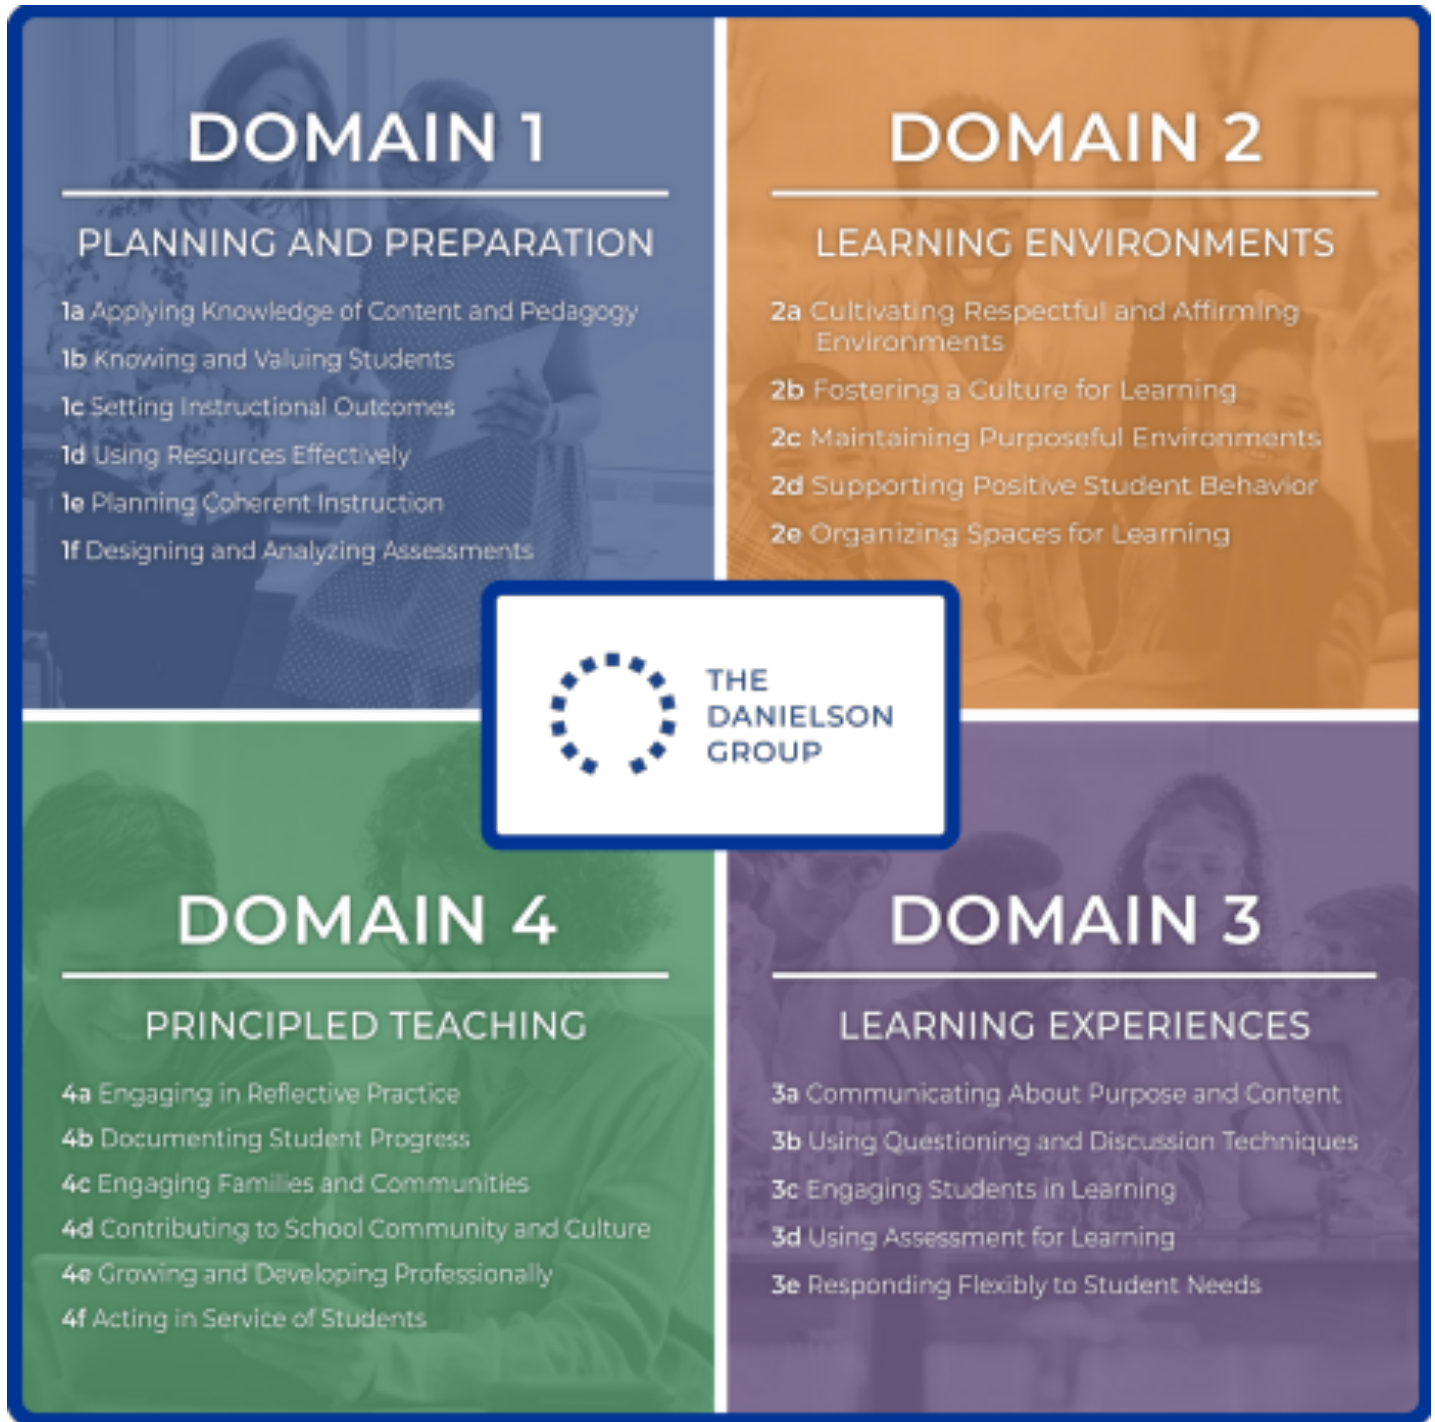 DOMAIN 1
PLANNING AND PREPARATION
1a Applying Knowledge of Content and Pedagogy
1b Knowing and Valuing Students
1c Setting Instructional Outcomes
1d Using Resources Effectively
1e Planning Coherent Instruction
1f Designing and Analyzing Assessments
DOMAIN 2
LEARNING ENVIRONMENTS
2a Cultivating Respectful and Affirming
Environments
2b Fostering a Culture for Learning
2c Maintaining Purposeful Environments
2d Supporting Positive Student Behavior
2e Organizing Spaces for Learning
THE
DANIELSON
GROUP
DOMAIN 4
PRINCIPLED TEACHING
4a Engaging in Reflective Practice
4b Documenting Student Progress
4c Engaging Families and Communities
4d Contributing to School Community and Culture
4e Growing and Developing Professionally
4f Acting in Service of Students
DOMAIN 3
LEARNING EXPERIENCES
3a Communicating About Purpose and Content
3b Using Questioning and Discussion Techniques
3c Engaging Students in Learning
3d Using Assessment for Learning
3e Responding Flexibly to Student Needs